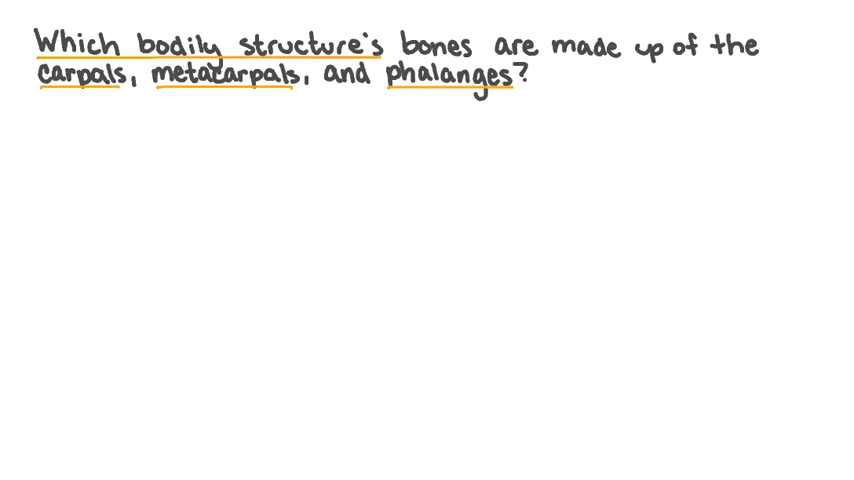 Which bodily structure's bones are made up of the
carpals, metacarpals, and phalanges?